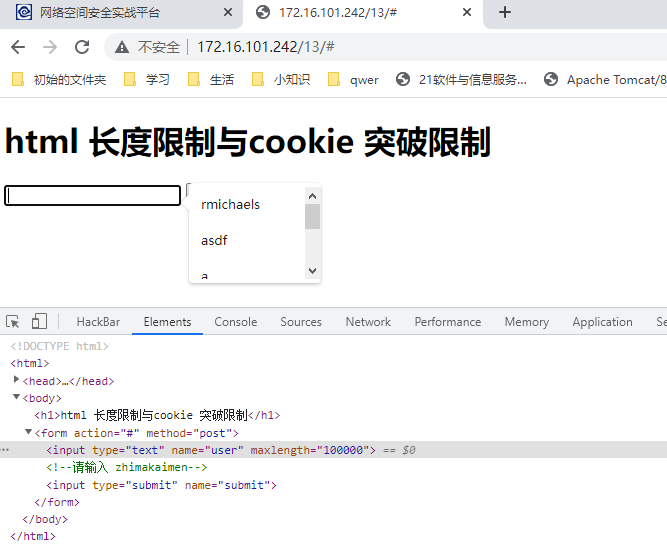 网络空间安全实战平台
172.16.101.242/13/#
不安全 172.16.101.242/13/#
初始的文件夹 学习 生活 小知识 qwer 21软件与信息服务... Apache Tomcat/8
html 长度限制与cookie 突破限制
rmichaels
asdf
a
HackBar Elements Console Sources Network Performance Memory Application Se
<!DOCTYPE html>
<html>
<head>…</head>
<body>
<h1>html 长度限制与cookie 突破限制</h1>
<form action="#" method="post">
<input type="text" name="user" maxlength="100000"> == $0
<!--请输入 zhimakaimen-->
<input type="submit" name="submit">
</form>
</body>
</html>